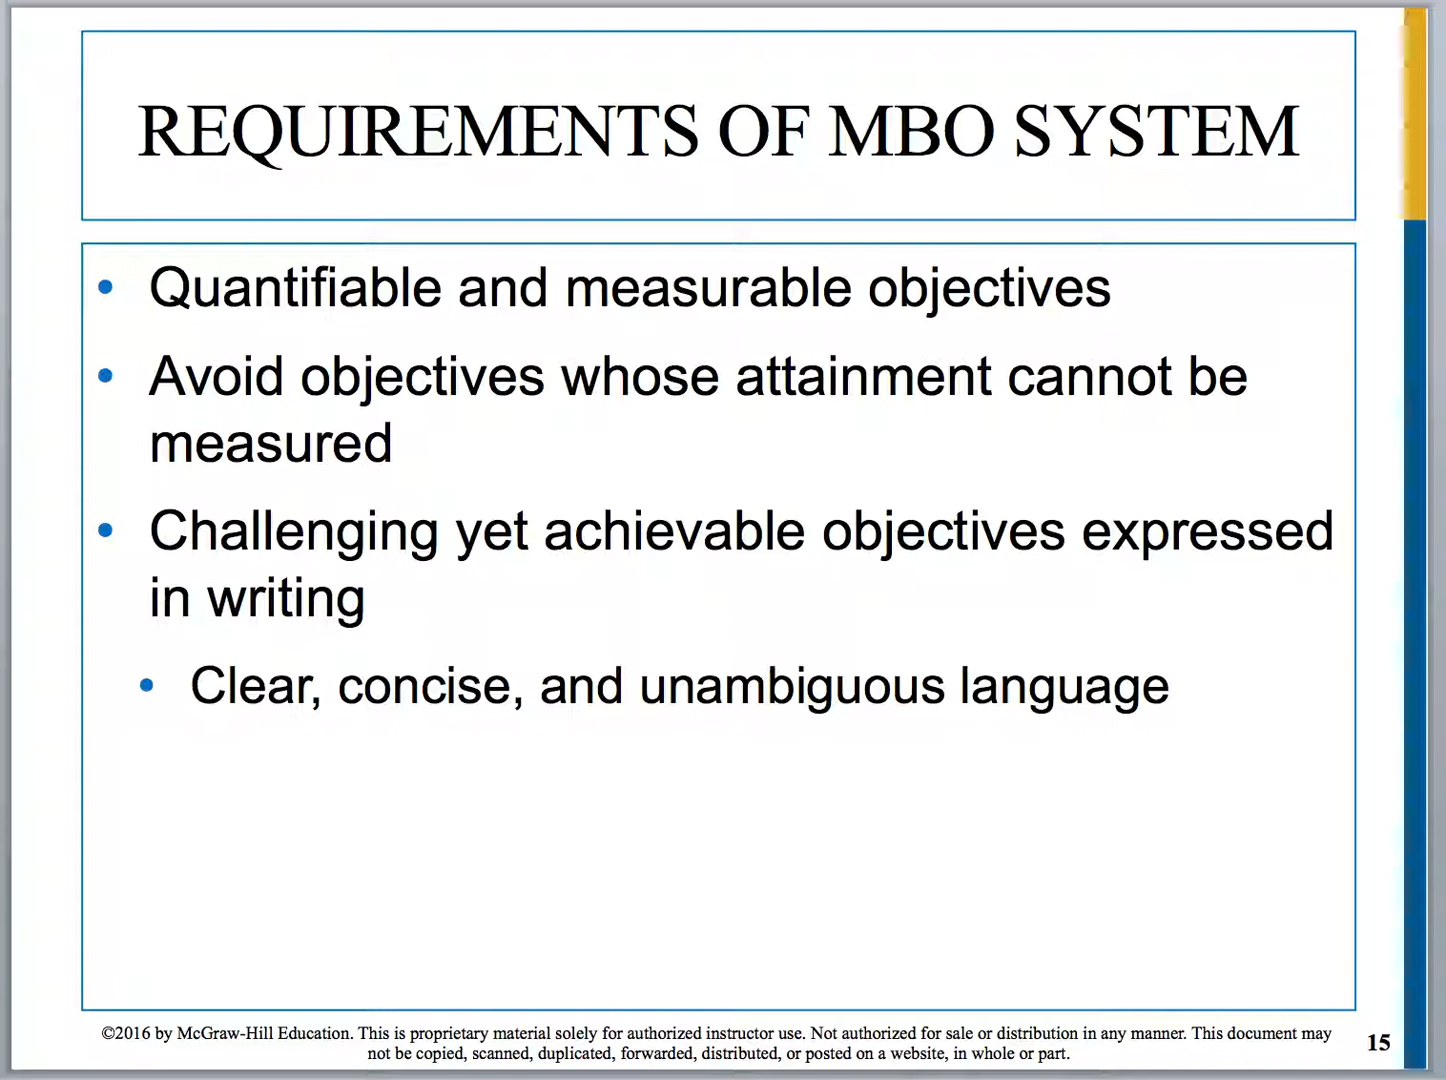 REQUIREMENTS OF MBO SYSTEM
• Quantifiable and measurable objectives
• Avoid objectives whose attainment cannot be
measured
• Challenging yet achievable objectives expressed
in writing
• Clear, concise, and unambiguous language
©2016 by McGraw-Hill Education. This is proprietary material solely for authorized instructor use. Not authorized for sale or distribution in any manner. This document may
not be copied, scanned, duplicated, forwarded, distributed, or posted on a website, in whole or part.
15